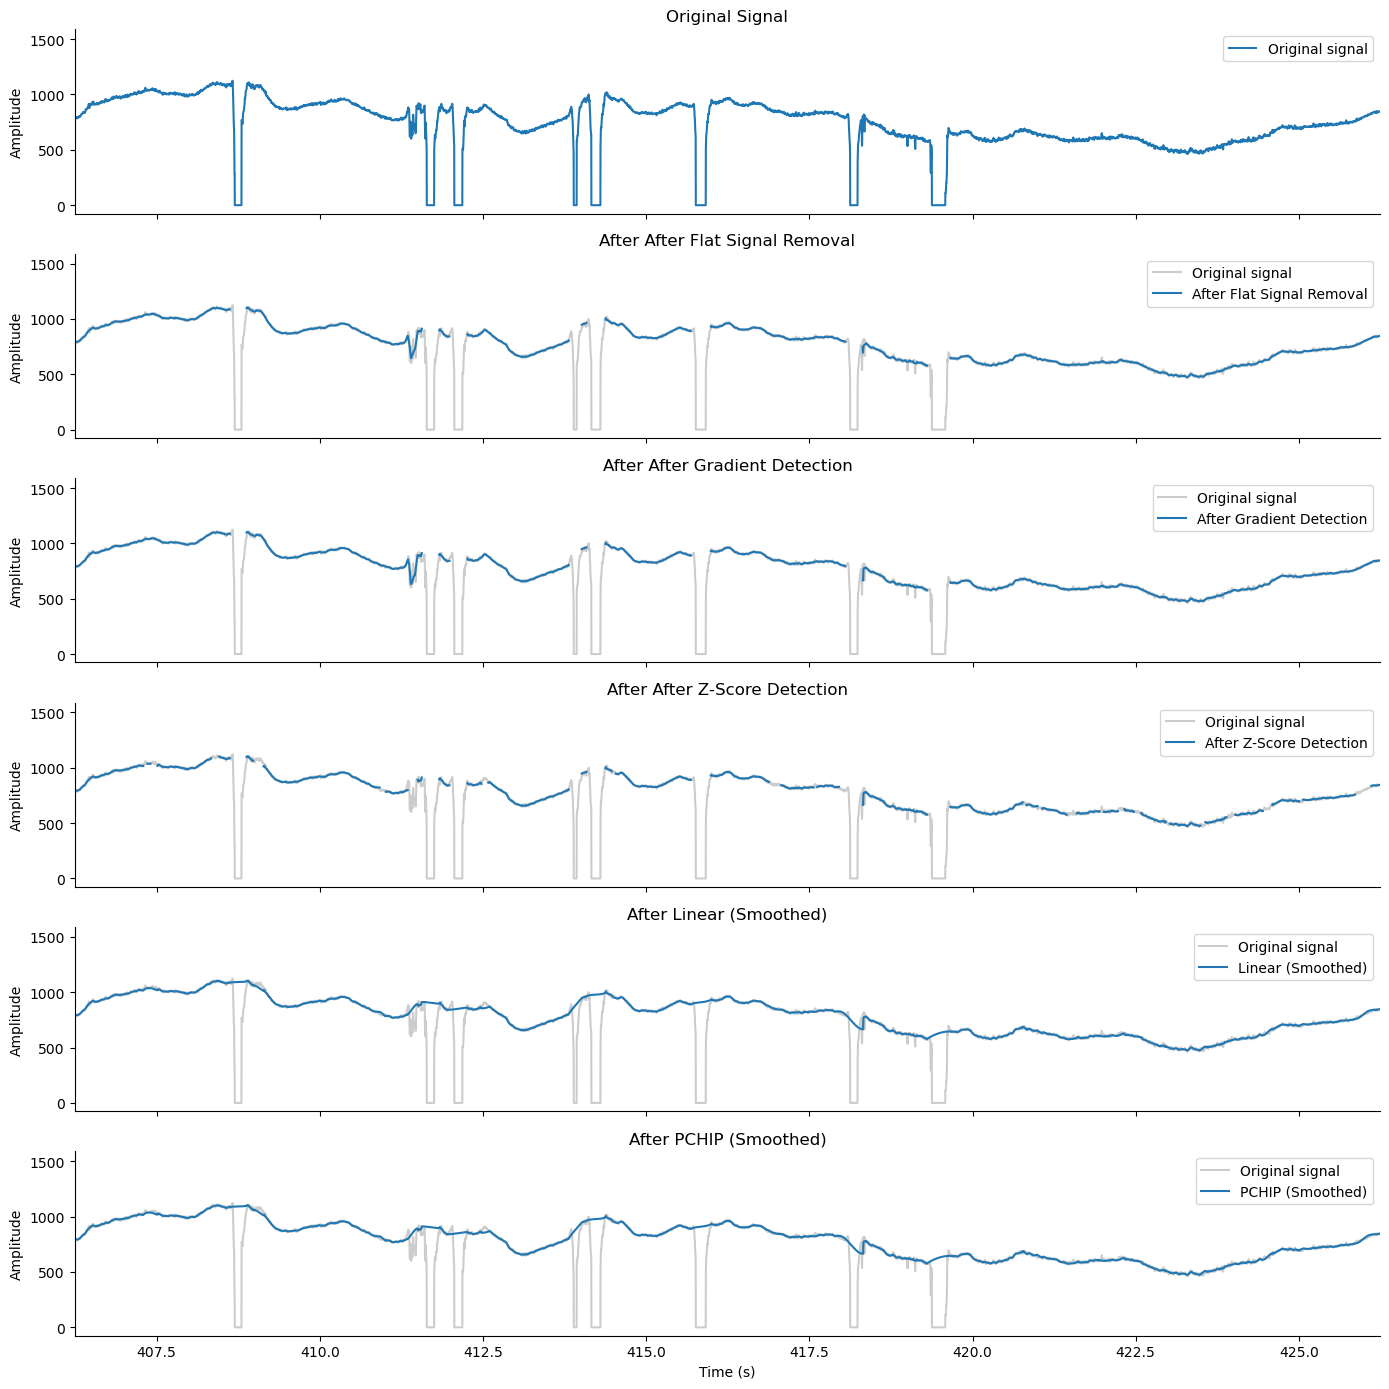 Original Signal
1500
1000
500
0
Amplitude
Original signal
After After Flat Signal Removal
1500
1000
500
0
Amplitude
Original signal
After Flat Signal Removal
After After Gradient Detection
1500
1000
500
0
Amplitude
Original signal
After Gradient Detection
After After Z-Score Detection
1500
1000
500
0
Amplitude
Original signal
After Z-Score Detection
After Linear (Smoothed)
1500
1000
500
0
Amplitude
Original signal
Linear (Smoothed)
After PCHIP (Smoothed)
1500
1000
500
0
Amplitude
Original signal
PCHIP (Smoothed)
407.5 410.0 412.5 415.0 417.5 420.0 422.5 425.0
Time (s)